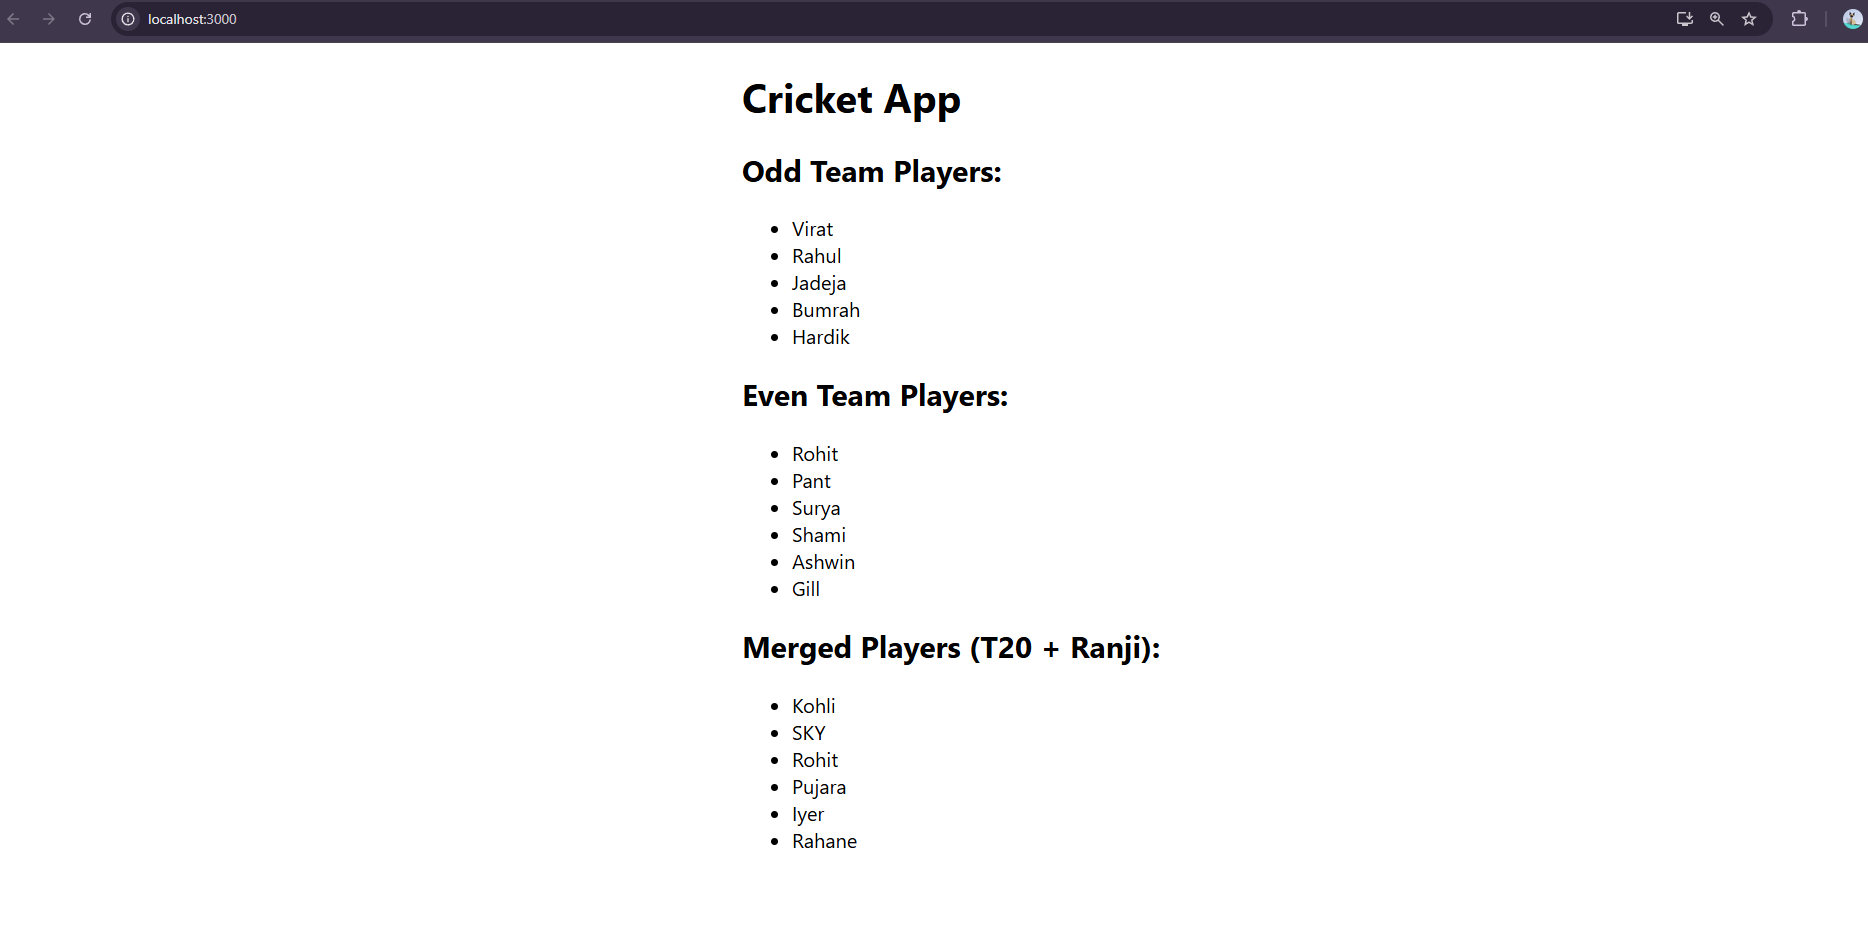 localhost:3000
Cricket App
Odd Team Players:
Virat
Rahul
Jadeja
Bumrah
Hardik
Even Team Players:
Rohit
Pant
Surya
Shami
Ashwin
Gill
Merged Players (T20 + Ranji):
Kohli
SKY
Rohit
Pujara
Iyer
Rahane